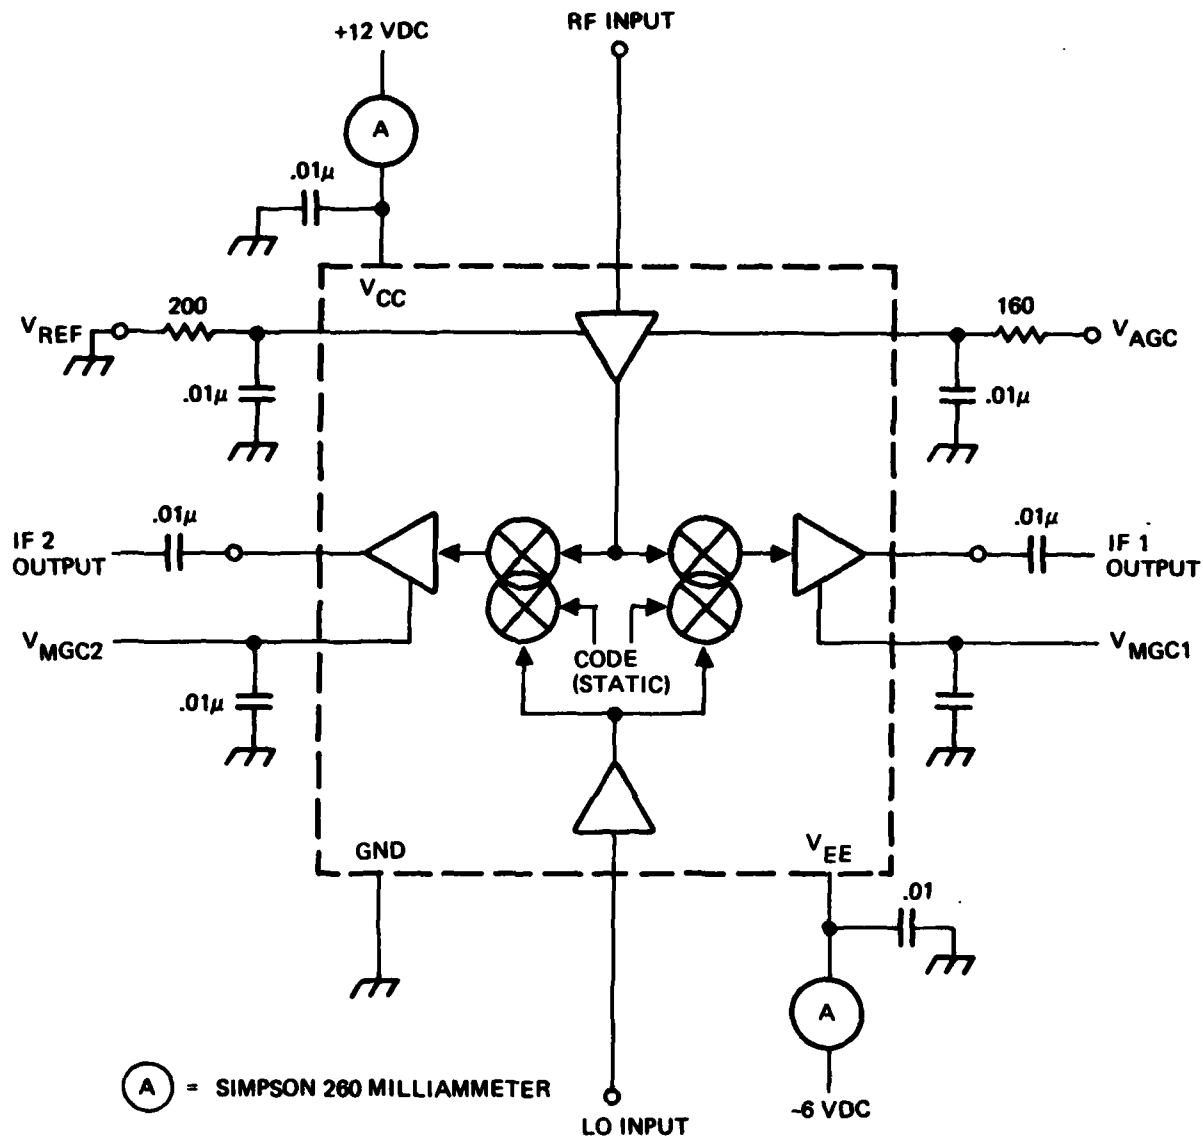 RF INPUT
+12 VDC
A
.01μ
VCC
VREF
200
160
VAGC
.01μ
.01μ
.01μ
.01μ
IF 2
OUTPUT
IF 1
OUTPUT
VMGC2
CODE
(STATIC)
VMGC1
.01μ
GND
VEE
.01
A
A = SIMPSON 260 MILLIAMMETER
-6 VDC
LO INPUT